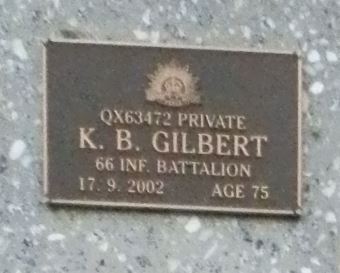 QX63472 PRIVATE
K. B. GILBERT
66 INF. BATTALION
17. 9. 2002 AGE 75